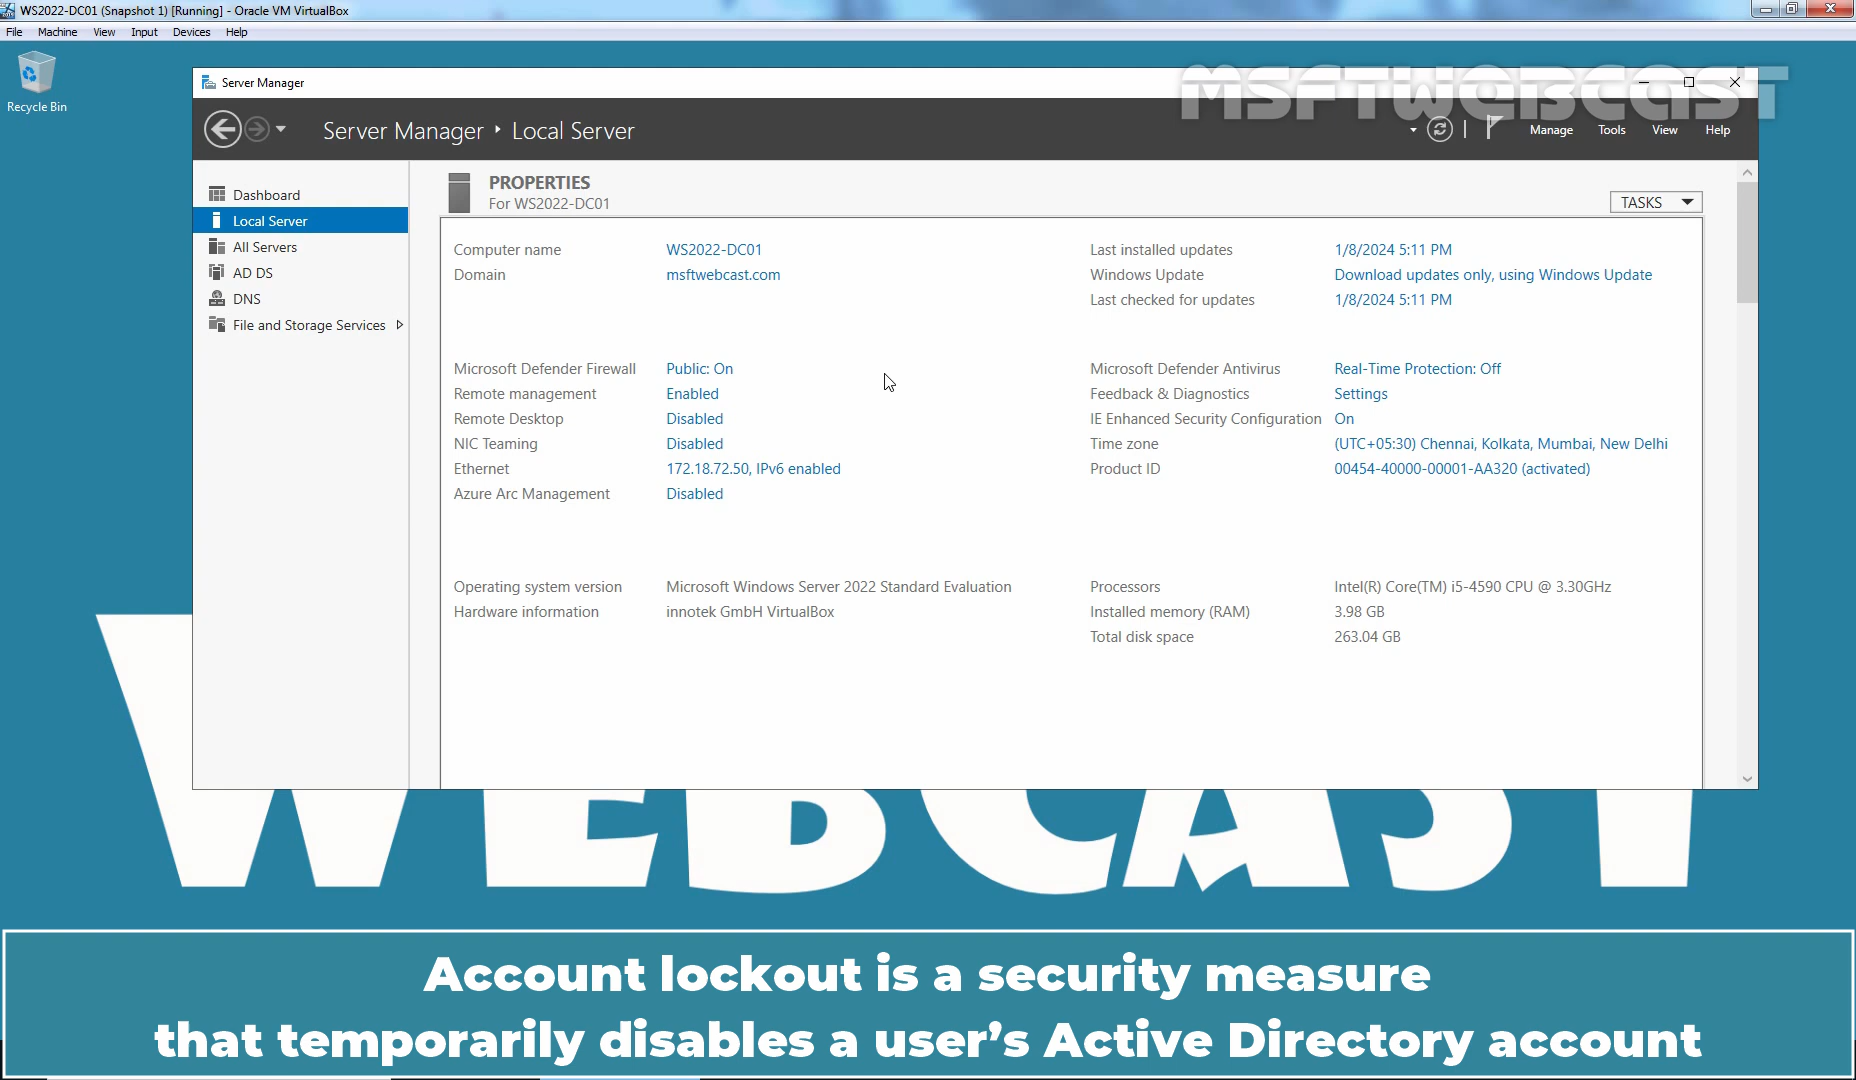 WS2022-DC01 (Snapshot 1) [Running] - Oracle VM VirtualBox
File Machine View Input Devices Help
Recycle Bin
Server Manager
MSFTWEBCAST
Server Manager ‣ Local Server
Manage Tools View Help
Dashboard
Local Server
All Servers
AD DS
DNS
File and Storage Services
PROPERTIES
For WS2022-DC01
TASKS
Computer name WS2022-DC01 Last installed updates 1/8/2024 5:11 PM
Domain msftwebcast.com Windows Update Download updates only, using Windows Update
Last checked for updates 1/8/2024 5:11 PM
Microsoft Defender Firewall Public: On Microsoft Defender Antivirus Real-Time Protection: Off
Remote management Enabled Feedback & Diagnostics Settings
Remote Desktop Disabled IE Enhanced Security Configuration On
NIC Teaming Disabled Time zone (UTC+05:30) Chennai, Kolkata, Mumbai, New Delhi
Ethernet 172.18.72.50, IPv6 enabled Product ID 00454-40000-00001-AA320 (activated)
Azure Arc Management Disabled
Operating system version Microsoft Windows Server 2022 Standard Evaluation Processors Intel(R) Core(TM) i5-4590 CPU @ 3.30GHz
Hardware information innotek GmbH VirtualBox Installed memory (RAM) 3.98 GB
Total disk space 263.04 GB
WEBCAST
Account lockout is a security measure
that temporarily disables a user's Active Directory account